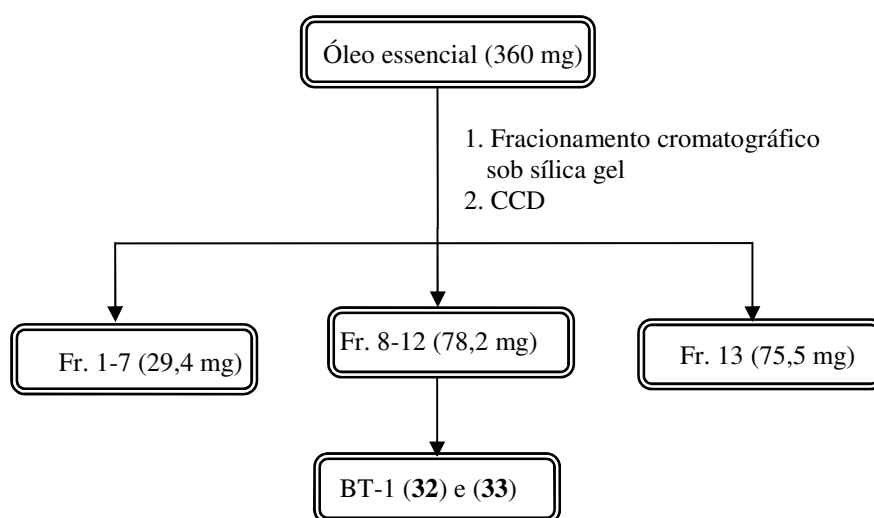 Óleo essencial (360 mg)
1. Fracionamento cromatográfico
sob sílica gel
2. CCD
Fr. 1-7 (29,4 mg)
Fr. 8-12 (78,2 mg)
Fr. 13 (75,5 mg)
BT-1 (32) e (33)